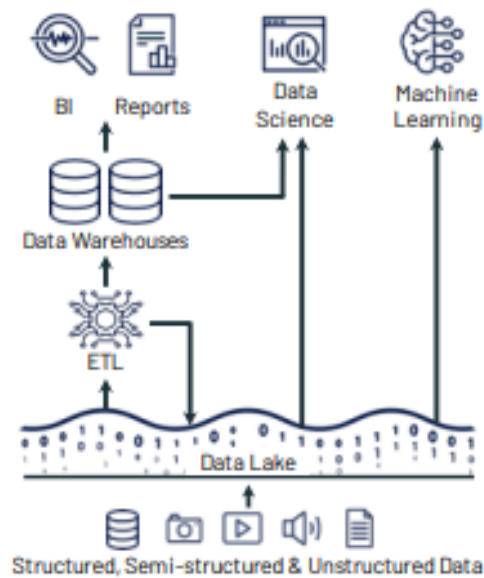 BI
Reports
Data
Science
Machine
Learning
Data Warehouses
ETL
Data Lake
Structured, Semi-structured & Unstructured Data